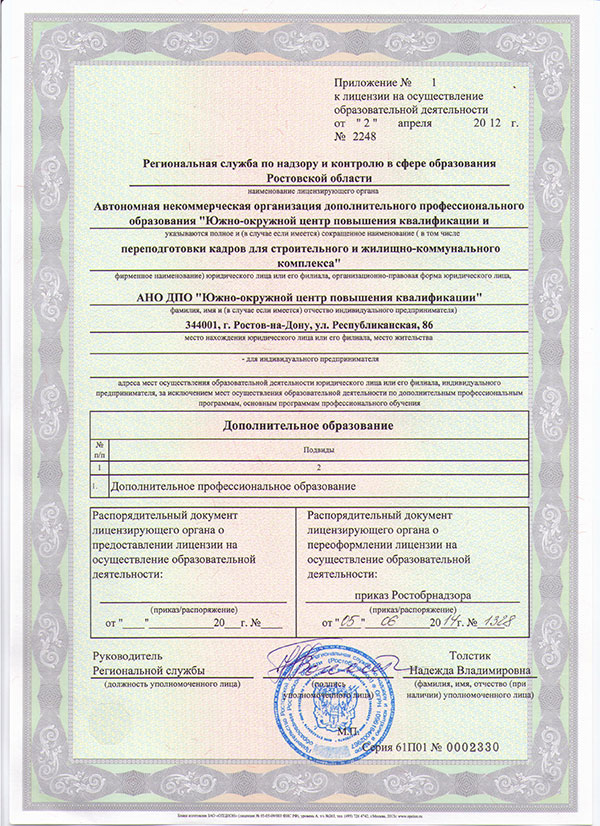 Приложение № 1
к лицензии на осуществление
образовательной деятельности
от " 2 " апреля 20 12 г.
№ 2248
Региональная служба по надзору и контролю в сфере образования
Ростовской области
наименование лицензирующего органа
Автономная некоммерческая организация дополнительного профессионального
образования "Южно-окружной центр повышения квалификации и
указываются полное и (в случае если имеется) сокращенное наименование ( в том числе
переподготовки кадров для строительного и жилищно-коммунального
комплекса"
фирменное наименование) юридического лица или его филиала, организационно-правовая форма юридического лица,
АНО ДПО "Южно-окружной центр повышения квалификации"
фамилия, имя и (в случае если имеется) отчество индивидуального предпринимателя)
344001, г. Ростов-на-Дону, ул. Республиканская, 86
место нахождения юридического лица или его филиала, место жительства
- для индивидуального предпринимателя
адреса мест осуществления образовательной деятельности юридического лица или его филиала, индивидуального
предпринимателя, за исключением мест осуществления образовательной деятельности по дополнительным профессиональным
программам, основным программам профессионального обучения
Дополнительное образование
№ п/п Подвиды
1 2
1. Дополнительное профессиональное образование
Распорядительный документ
лицензирующего органа о
предоставлении лицензии на
осуществление образовательной
деятельности:
(приказ/распоряжение)
от "___"________20___г. №____
Распорядительный документ
лицензирующего органа о
переоформлении лицензии на
осуществление образовательной
деятельности:
приказ Ростобрнадзора
(приказ/распоряжение)
от "05" 06 2014г. № 1328
Руководитель
Региональной службы
(должность уполномоченного лица)
(подпись
уполномоченного лица)
М.П.
Толстик
Надежда Владимировна
(фамилия, имя, отчество (при
наличии) уполномоченного лица)
Серия 61П01 № 0002330